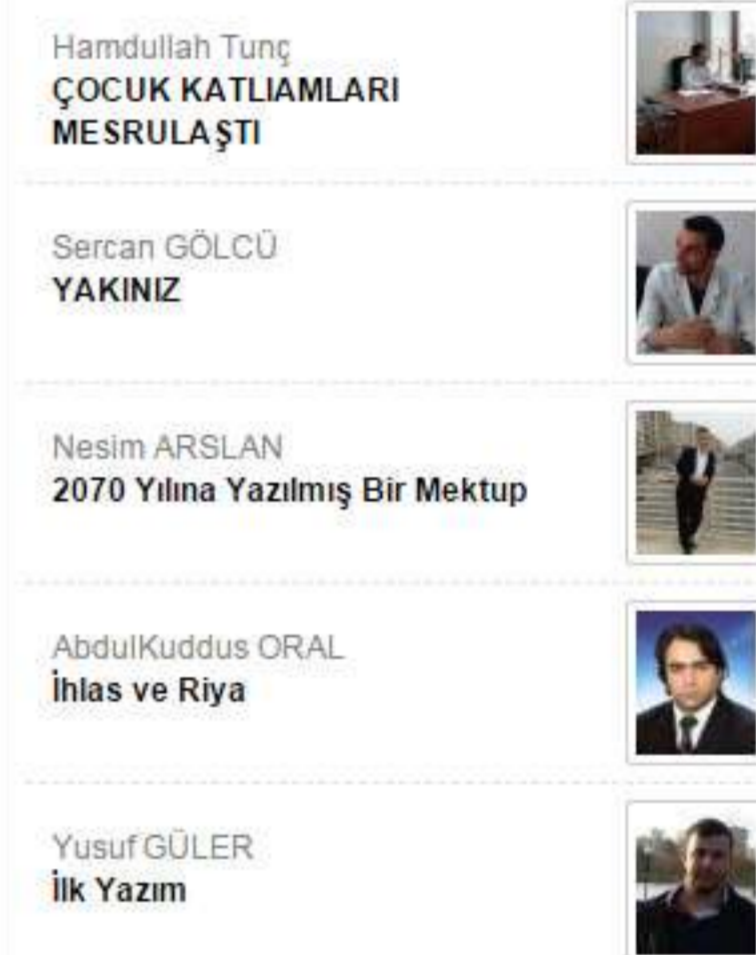 Hamdullah Tunç
ÇOCUK KATLIAMLARI
MESRULAŞTI
Sercan GÖLCÜ
YAKINIZ
Nesim ARSLAN
2070 Yılına Yazılmış Bir Mektup
AbdulKuddus ORAL
İhlas ve Riya
Yusuf GÜLER
İlk Yazım